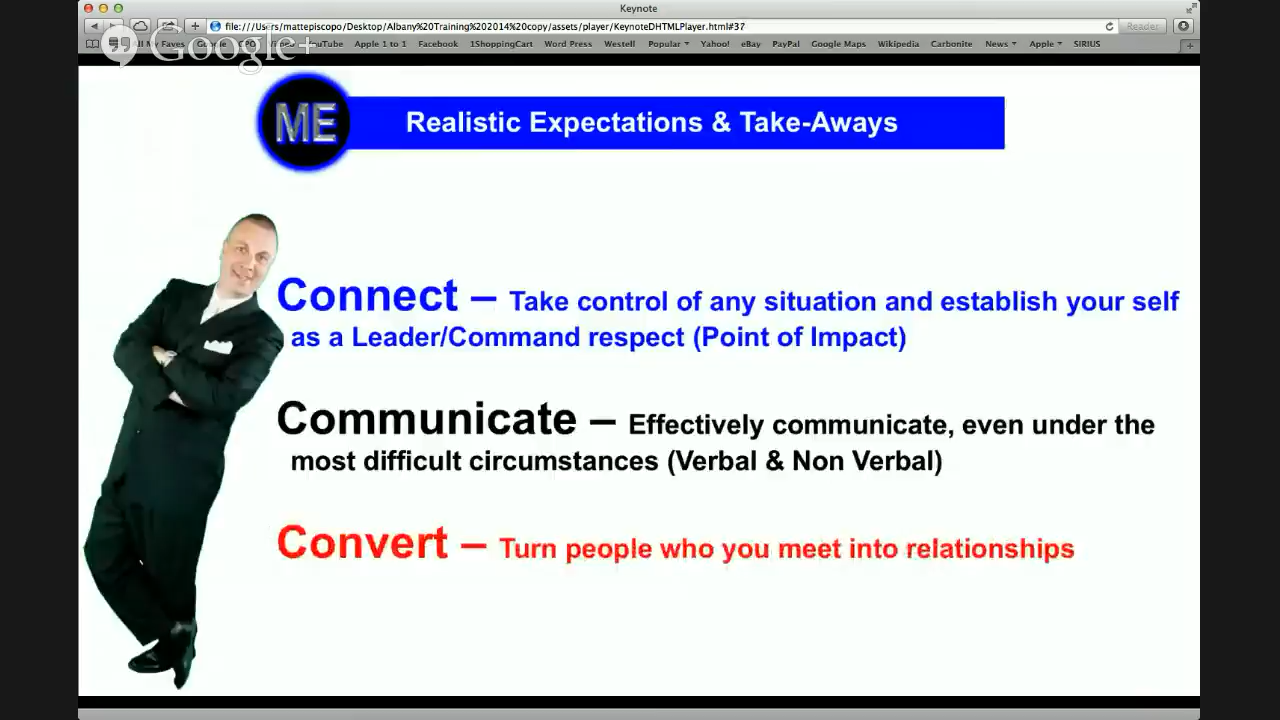 Keynote
file:///Users/mattepiscopo/Desktop/Albany%20Training%202014%20copy/assets/player/KeynoteDHTMLPlayer.html#37
Reader
All My Faves Google YouTube Apple 1 to 1 Facebook 1ShoppingCart Word Press Westell Popular Yahoo! eBay PayPal Google Maps Wikipedia Carbonite News Apple SIRIUS
Google+
ME
Realistic Expectations & Take-Aways
Connect – Take control of any situation and establish your self
as a Leader/Command respect (Point of Impact)
Communicate – Effectively communicate, even under the
most difficult circumstances (Verbal & Non Verbal)
Convert – Turn people who you meet into relationships